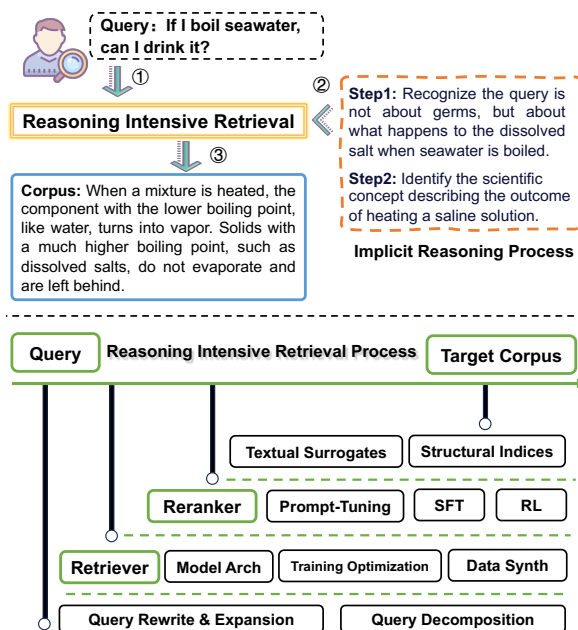 Query：If I boil seawater,
can I drink it?
①
②
Reasoning Intensive Retrieval
③
Step1: Recognize the query is
not about germs, but about
what happens to the dissolved
salt when seawater is boiled.
Step2: Identify the scientific
concept describing the outcome
of heating a saline solution.
Implicit Reasoning Process
Corpus: When a mixture is heated, the
component with the lower boiling point,
like water, turns into vapor. Solids with
a much higher boiling point, such as
dissolved salts, do not evaporate and
are left behind.
Query
Reasoning Intensive Retrieval Process
Target Corpus
Textual Surrogates
Structural Indices
Reranker
Prompt-Tuning
SFT
RL
Retriever
Model Arch
Training Optimization
Data Synth
Query Rewrite & Expansion
Query Decomposition